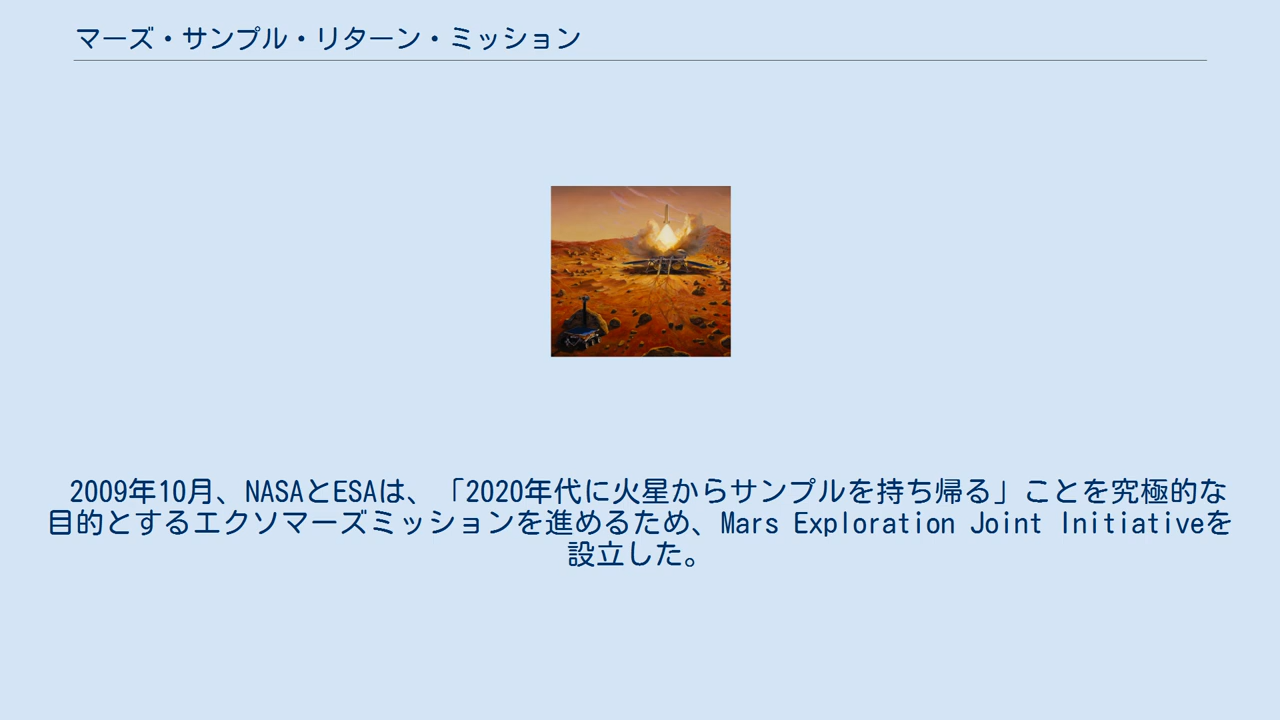 マーズ・サンプル・リターン・ミッション
2009年10月、NASAとESAは、「2020年代に火星からサンプルを持ち帰る」ことを究極的な
目的とするエクソマーズミッションを進めるため、Mars Exploration Joint Initiativeを
設立した。